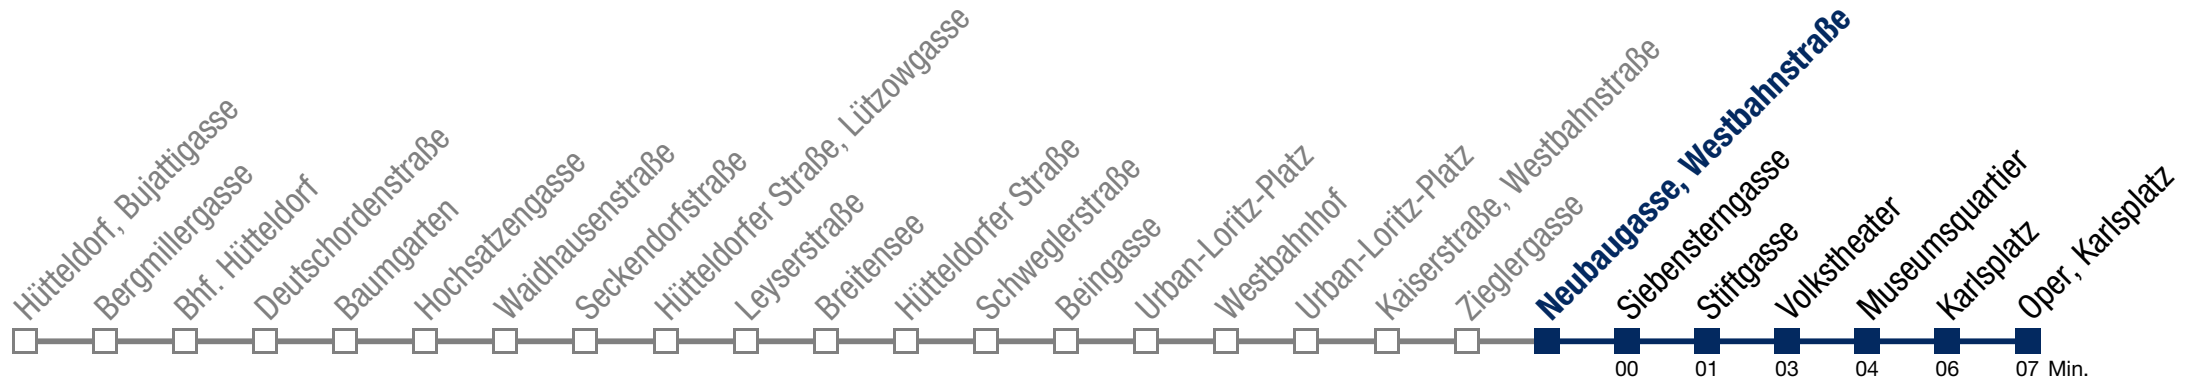 Hütteldorf, Bujattigasse
Bergmillergasse
Bhf. Hütteldorf
Deutschordenstraße
Baumgarten
Hochsatzengasse
Waidhausenstraße
Seckendorfstraße
Hütteldorfer Straße, Lützowgasse
Leyserstraße
Breitensee
Hütteldorfer Straße
Schweglerstraße
Beingasse
Urban-Loritz-Platz
Westbahnhof
Urban-Loritz-Platz
Kaiserstraße, Westbahnstraße
Zieglergasse
Neubaugasse, Westbahnstraße
Siebensterngasse
Stiftgasse
Volkstheater
Museumsquartier
Karlsplatz
Oper, Karlsplatz
00 01 03 04 06 07 Min.